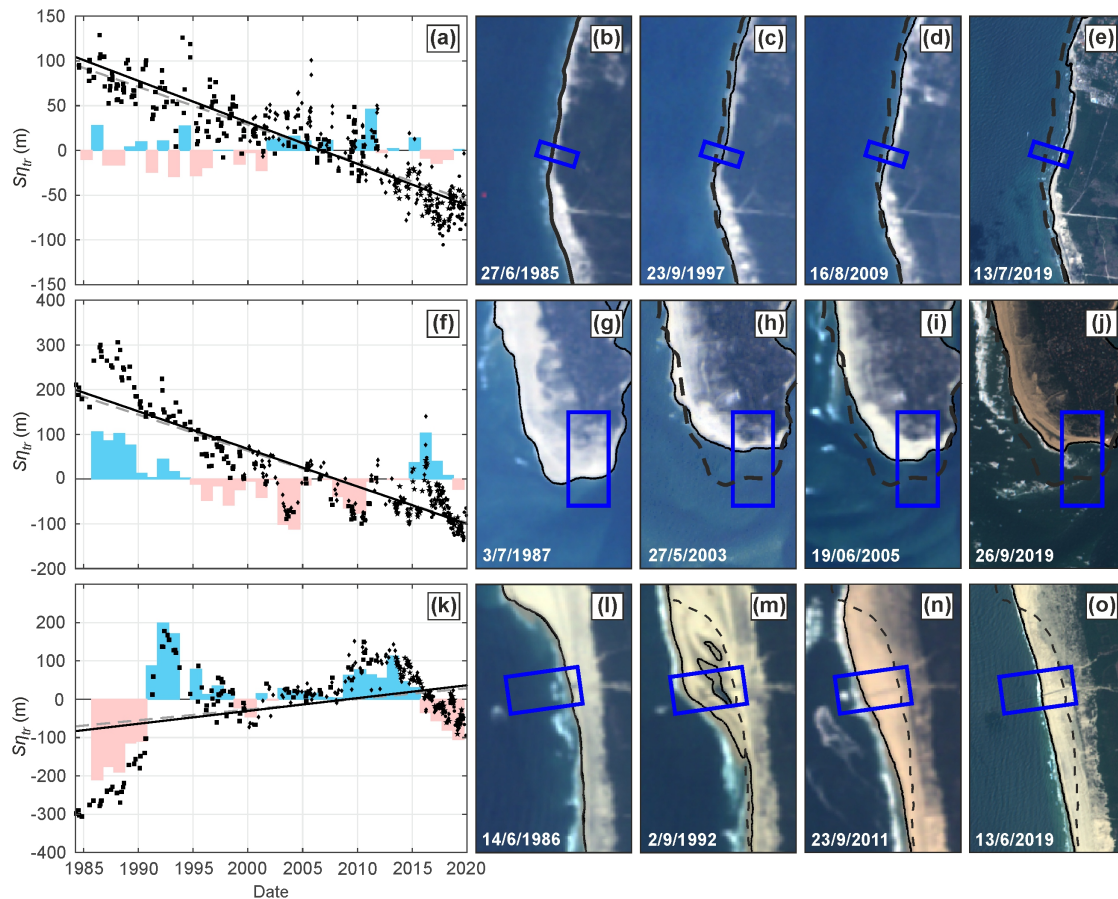 150
100
50
0
-50
-100
-150
Sηtr (m)
(a)
(b)
27/6/1985
(c)
23/9/1997
(d)
16/8/2009
(e)
13/7/2019
400
300
200
100
0
-100
-200
Sηtr (m)
(f)
(g)
3/7/1987
(h)
27/5/2003
(i)
19/06/2005
(j)
26/9/2019
200
100
0
-100
-200
-300
-400
Sηtr (m)
(k)
1985 1990 1995 2000 2005 2010 2015 2020
Date
(l)
14/6/1986
(m)
2/9/1992
(n)
23/9/2011
(o)
13/6/2019